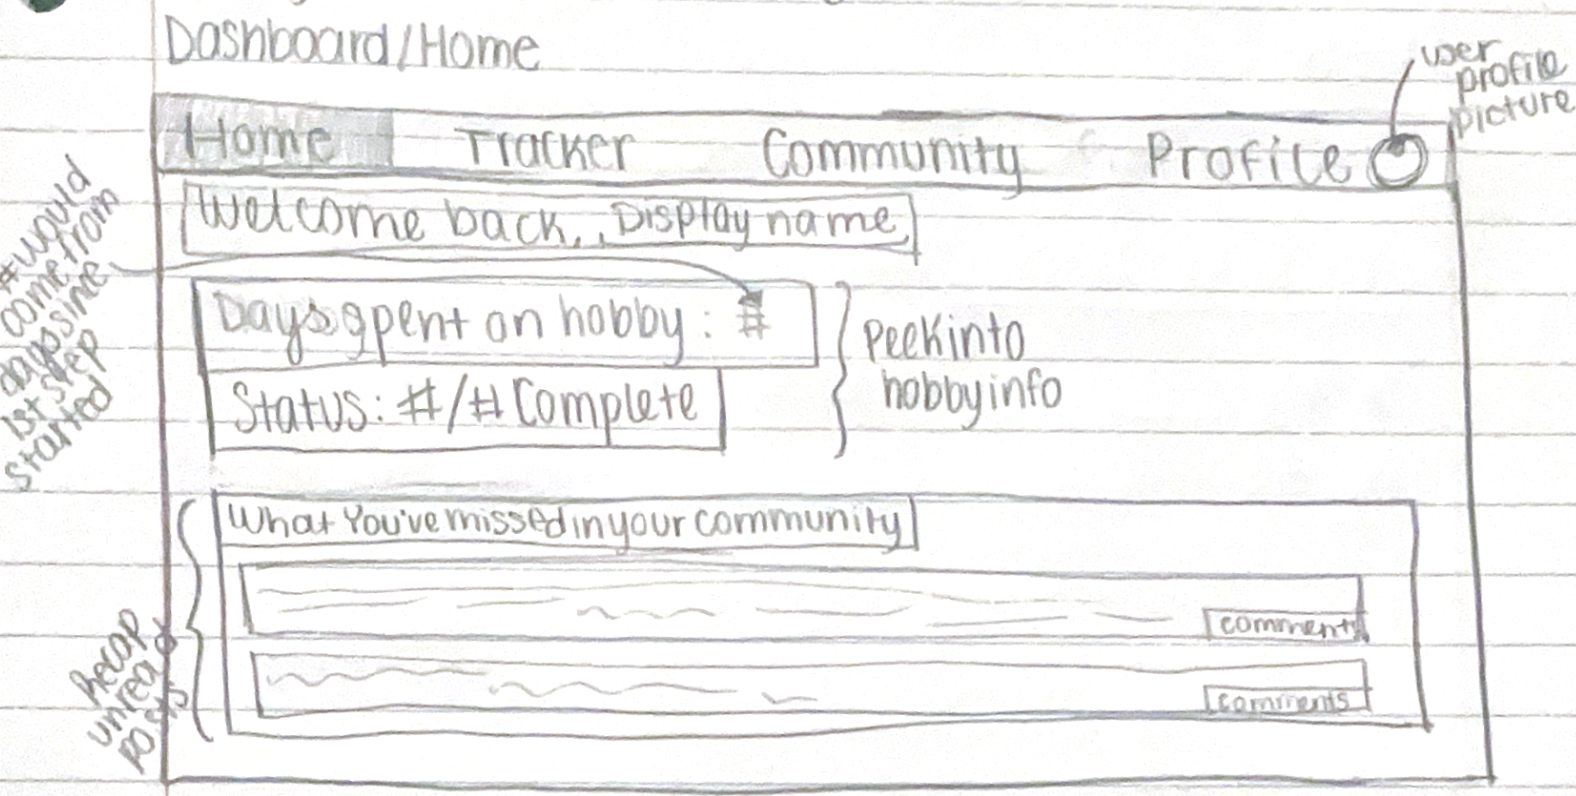 Dashboard/Home
user
profile
picture
Home Tracker Community Profile
Welcome back, Display name
# would
come from
days since
1st step
started
Days spent on hobby: #
Status: #/# Complete
Peek into
hobby info
What You've missed in your community
comments
comments
Recap
unread
posts